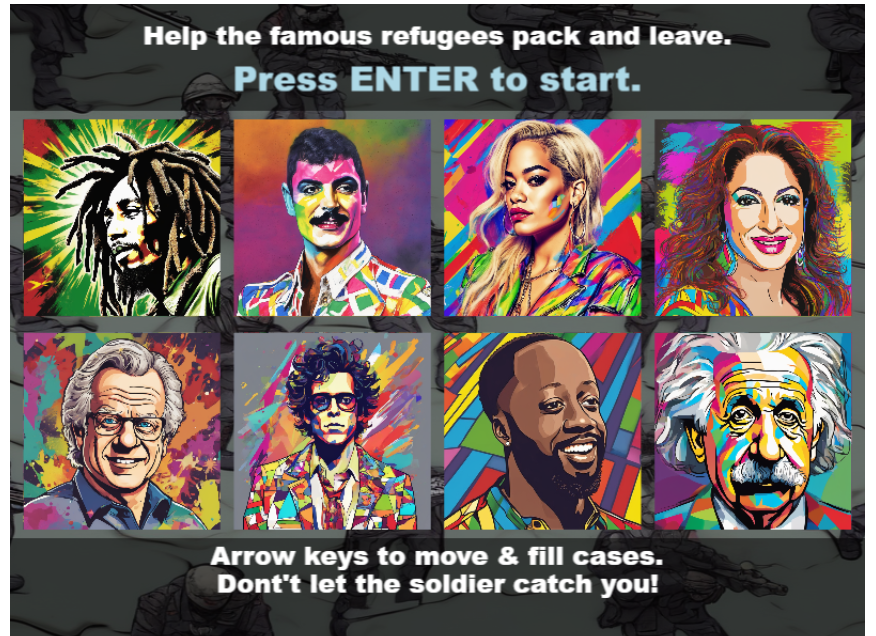 Help the famous refugees pack and leave.
Press ENTER to start.
Arrow keys to move & fill cases.
Dont't let the soldier catch you!